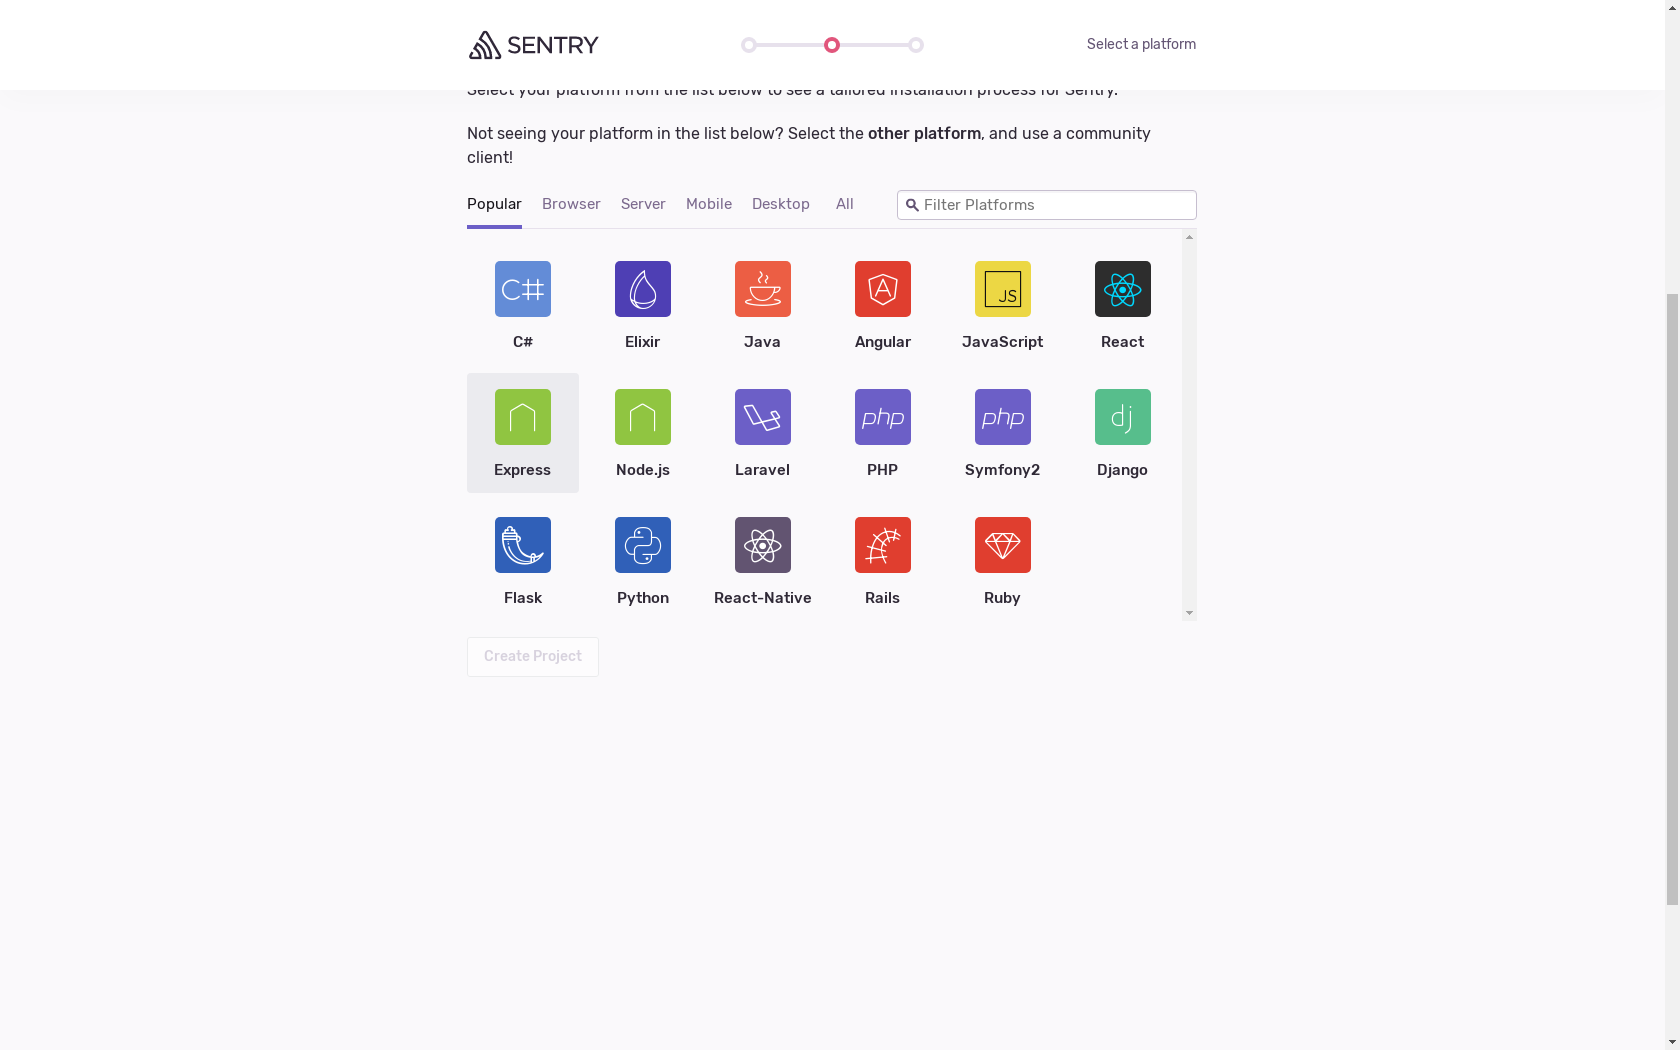 SENTRY
Select a platform
Select your platform from the list below to see a tailored installation process for Sentry.
Not seeing your platform in the list below? Select the other platform, and use a community
client!
Popular Browser Server Mobile Desktop All Filter Platforms
C# Elixir Java Angular JavaScript React
JS
C#
Express Node.js Laravel PHP Symfony2 Django
php php dj
Flask Python React-Native Rails Ruby
Create Project